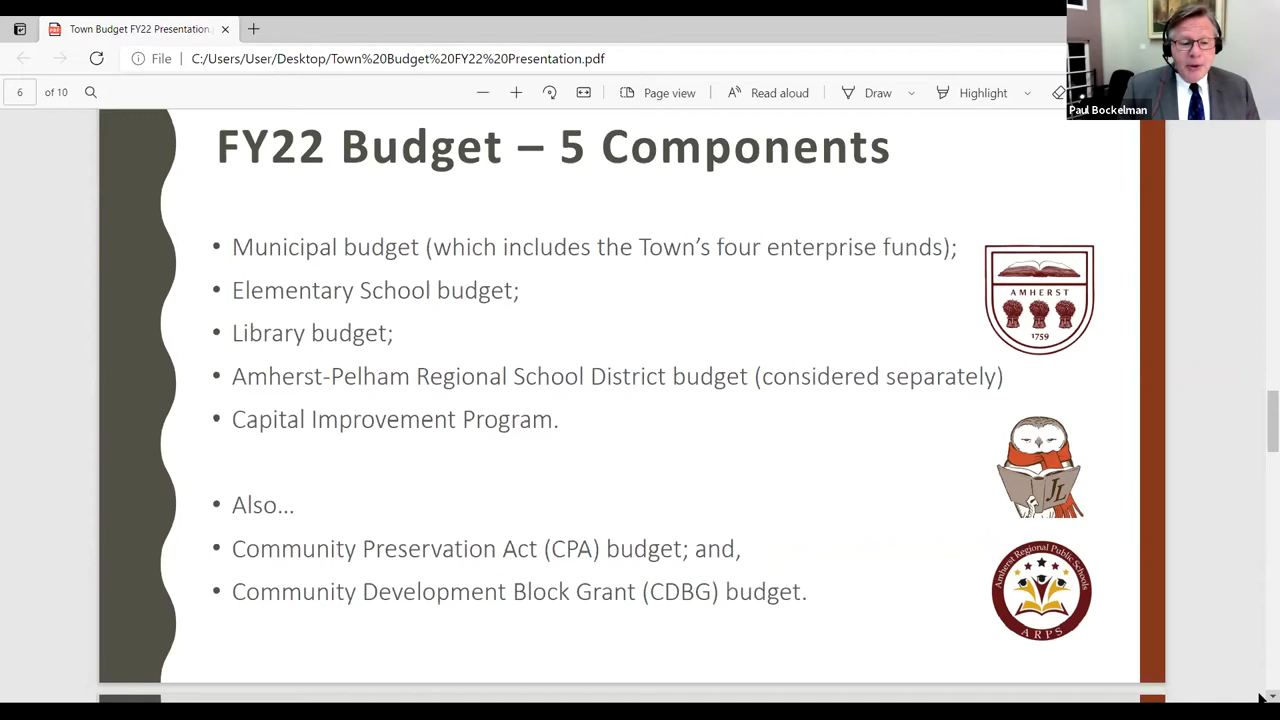 Town Budget FY22 Presentation.
File
C:/Users/User/Desktop/Town%20Budget%20FY22%20Presentation.pdf
6 of 10
Page view
Read aloud
Draw
Highlight
Paul Bockelman
FY22 Budget – 5 Components
• Municipal budget (which includes the Town's four enterprise funds);
• Elementary School budget;
• Library budget;
• Amherst-Pelham Regional School District budget (considered separately)
• Capital Improvement Program.
• Also…
• Community Preservation Act (CPA) budget; and,
• Community Development Block Grant (CDBG) budget.
AMHERST
1759
JL
Amherst Regional Public Schools
ARPS